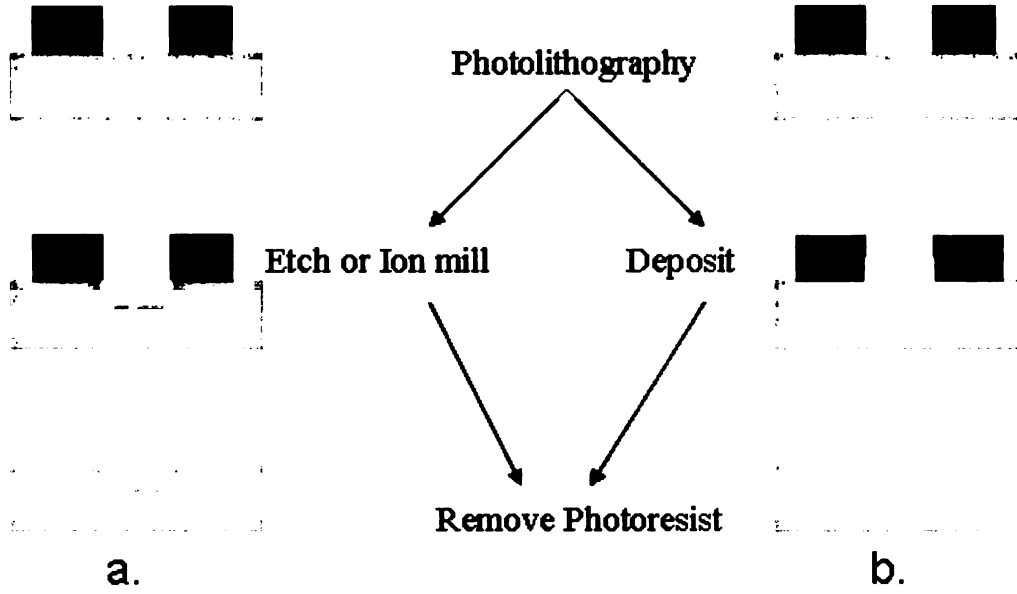 Photolithography
Etch or Ion mill
Deposit
Remove Photoresist
a.
b.